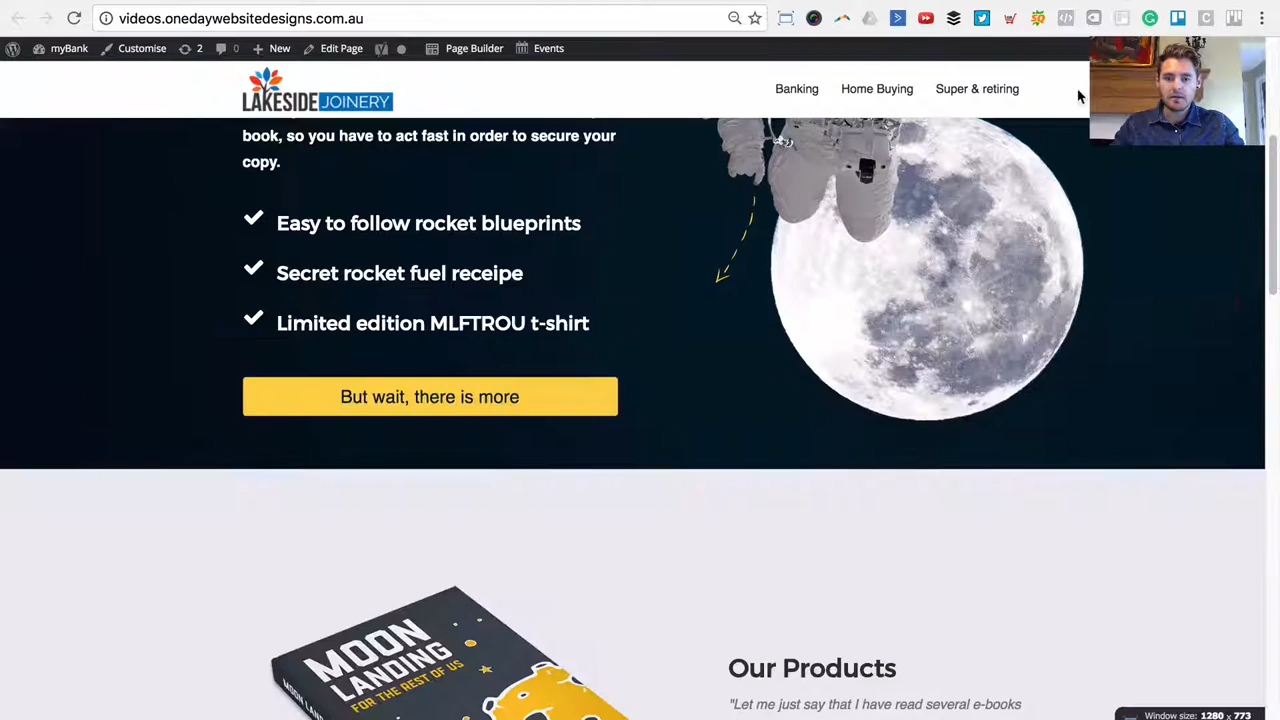 videos.onedaywebsitedesigns.com.au
myBank Customise 2 0 New Edit Page Page Builder Events
LAKESIDE JOINERY
Banking Home Buying Super & retiring
book, so you have to act fast in order to secure your
copy.
Easy to follow rocket blueprints
Secret rocket fuel receipe
Limited edition MLFTROU t-shirt
But wait, there is more
MOON
LANDING
FOR THE REST OF US
MOON LANDING
Our Products
"Let me just say that I have read several e-books
Window size: 1280 x 773